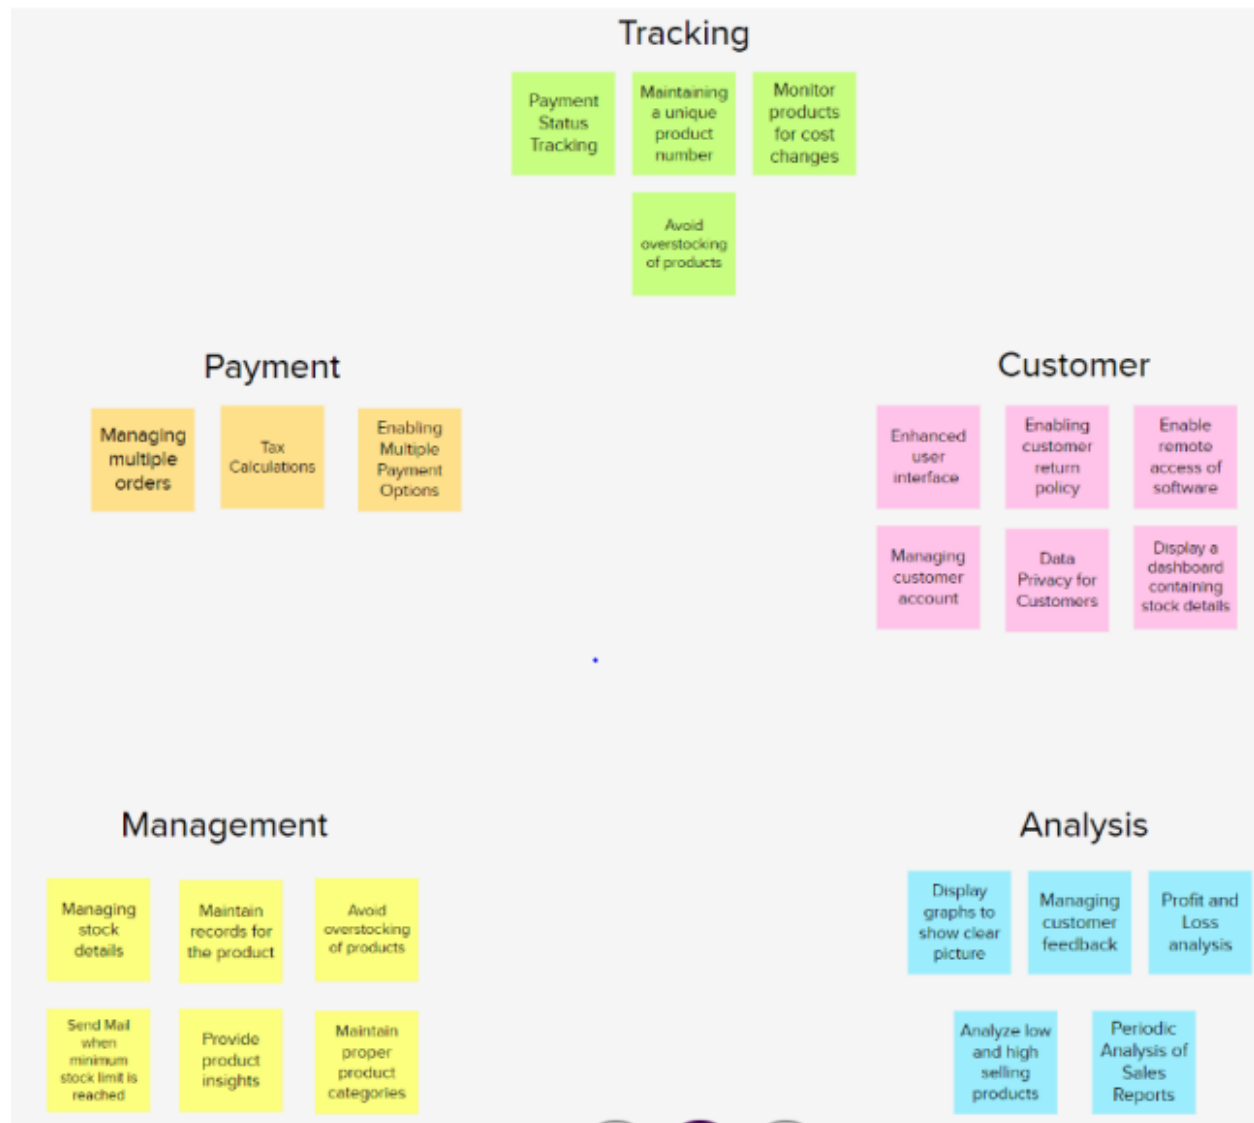 Tracking
Payment
Status
Tracking
Maintaining
a unique
product
number
Monitor
products
for cost
changes
Avoid
overstocking
of products
Payment
Managing
multiple
orders
Tax
Calculations
Enabling
Multiple
Payment
Options
Customer
Enhanced
user
interface
Enabling
customer
return
policy
Enable
remote
access of
software
Managing
customer
account
Data
Privacy for
Customers
Display a
dashboard
containing
stock details
Management
Managing
stock
details
Maintain
records for
the product
Avoid
overstocking
of products
Send Mail
when
minimum
stock limit is
reached
Provide
product
insights
Maintain
proper
product
categories
Analysis
Display
graphs to
show clear
picture
Managing
customer
feedback
Profit and
Loss
analysis
Analyze low
and high
selling
products
Periodic
Analysis of
Sales
Reports